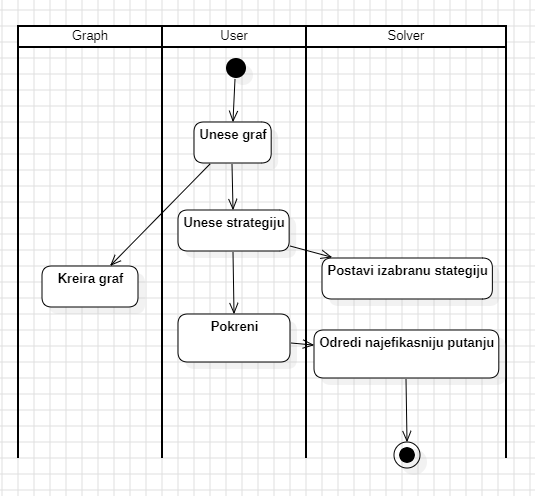 Graph
User
Solver
Unese graf
Unese strategiju
Kreira graf
Postavi izabranu stategiju
Pokreni
Odredi najefikasniju putanju